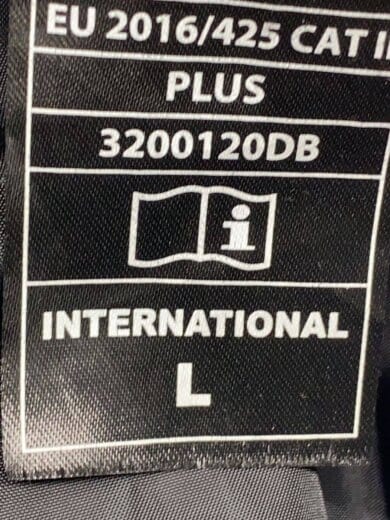 EU 2016/425 CAT
PLUS
3200120DB
i
INTERNATIONAL
L